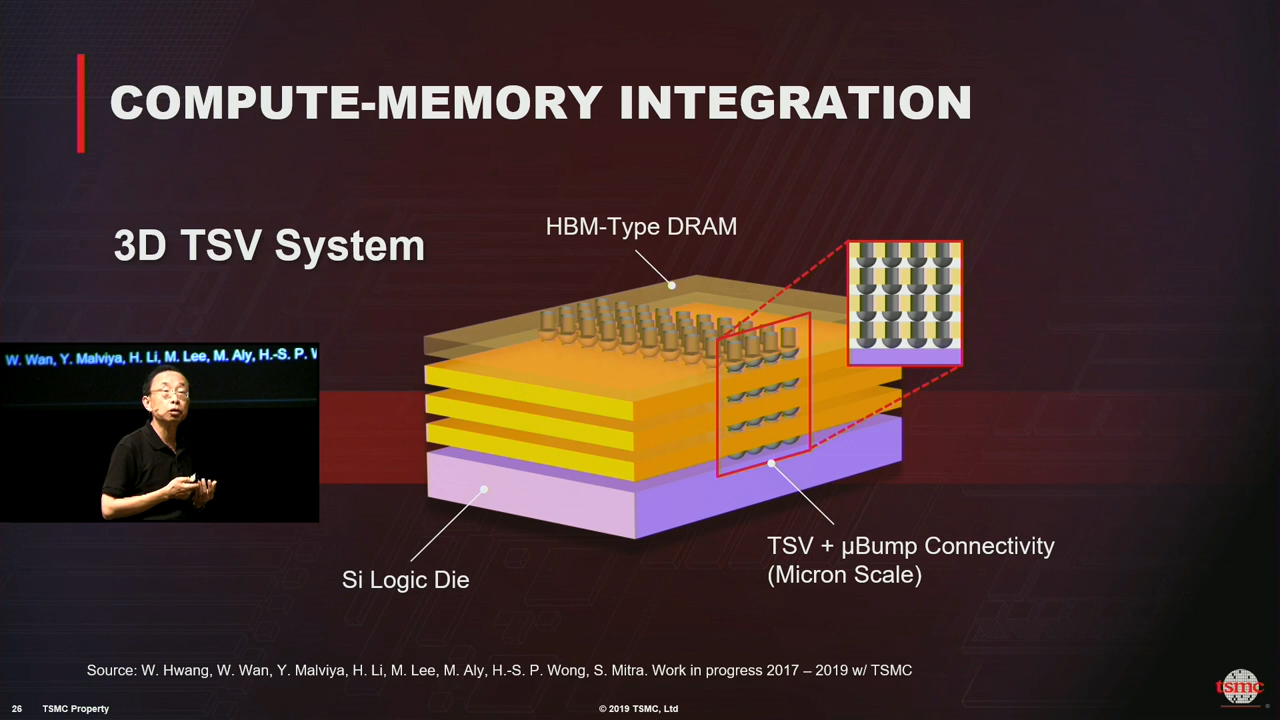 COMPUTE-MEMORY INTEGRATION
3D TSV System
HBM-Type DRAM
W. Wan, Y. Malviya, H. Li, M. Lee, M. Aly, H.-S. P. W
TSV + µBump Connectivity
(Micron Scale)
Si Logic Die
Source: W. Hwang, W. Wan, Y. Malviya, H. Li, M. Lee, M. Aly, H.-S. P. Wong, S. Mitra. Work in progress 2017 – 2019 w/ TSMC
26 TSMC Property © 2019 TSMC, Ltd
tsmc